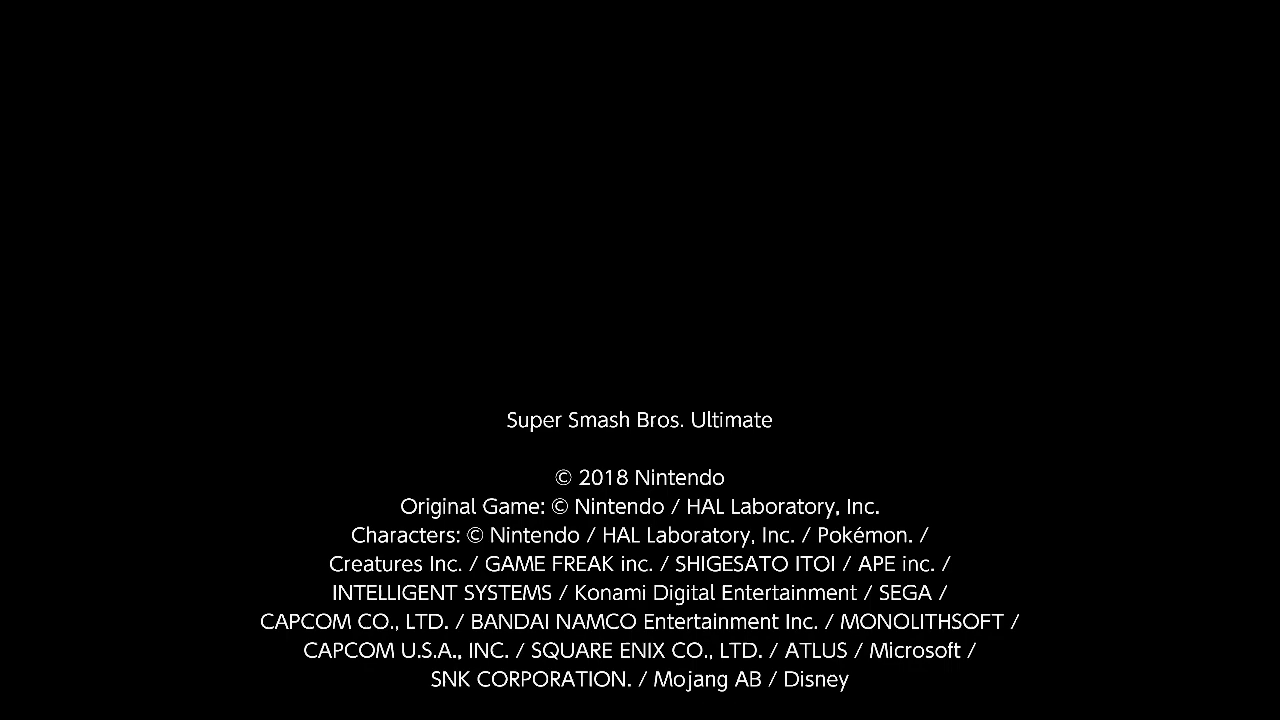 Super Smash Bros. Ultimate
© 2018 Nintendo
Original Game: © Nintendo / HAL Laboratory, Inc.
Characters: © Nintendo / HAL Laboratory, Inc. / Pokémon. /
Creatures Inc. / GAME FREAK inc. / SHIGESATO ITOI / APE inc. /
INTELLIGENT SYSTEMS / Konami Digital Entertainment / SEGA /
CAPCOM CO., LTD. / BANDAI NAMCO Entertainment Inc. / MONOLITHSOFT /
CAPCOM U.S.A., INC. / SQUARE ENIX CO., LTD. / ATLUS / Microsoft /
SNK CORPORATION. / Mojang AB / Disney